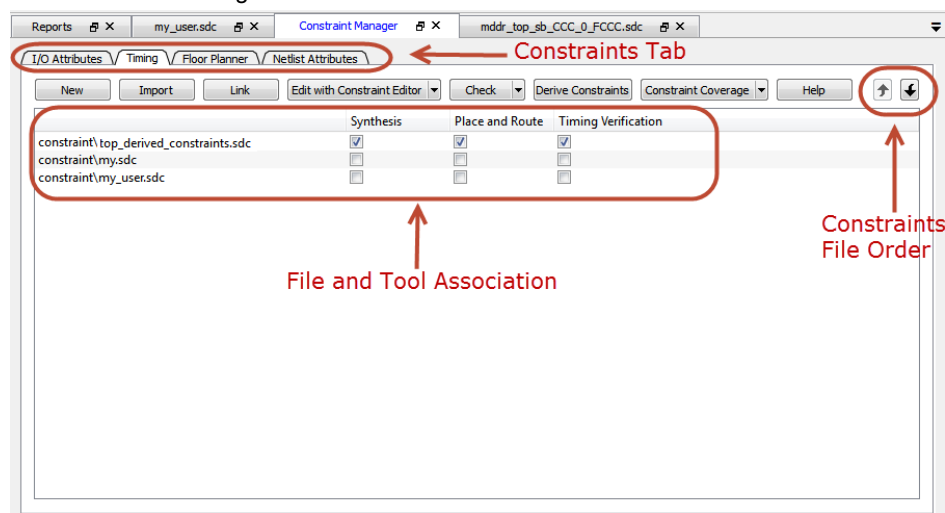 Reports my_user.sdc Constraint Manager mddr_top_sb_CCC_0_FCCC.sdc
Constraints Tab
I/O Attributes Timing Floor Planner Netlist Attributes
New Import Link Edit with Constraint Editor Check Derive Constraints Constraint Coverage Help
Synthesis Place and Route Timing Verification
constraint\top_derived_constraints.sdc
constraint\my.sdc
constraint\my_user.sdc
Constraints
File Order
File and Tool Association